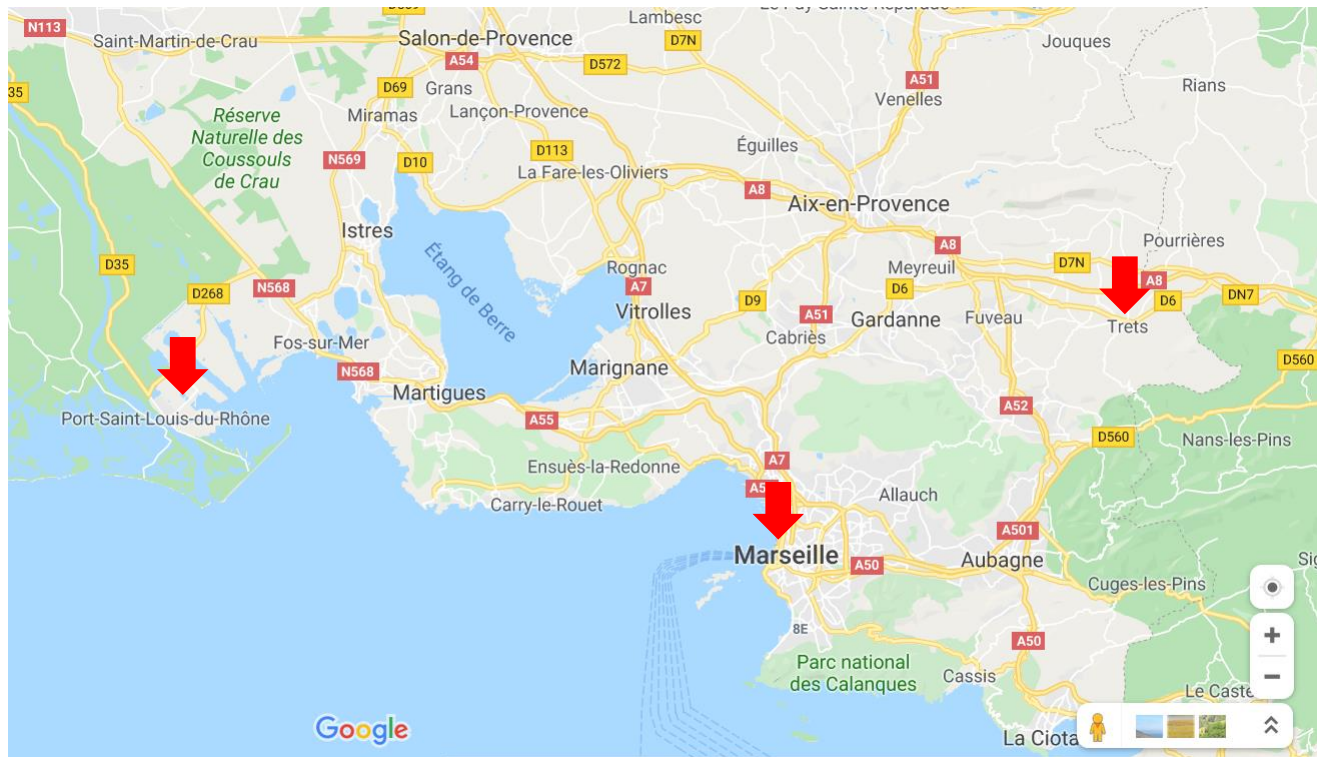 Lambesc
N113
Saint-Martin-de-Crau
Salon-de-Provence
D7N
Jouques
A54
D572
A51
35
D69
Grans
Venelles
Rians
Réserve
Naturelle des
Coussouls
de Crau
Miramas
Lançon-Provence
Éguilles
D113
N569
D10
La Fare-les-Oliviers
A8
Aix-en-Provence
Istres
A8
Pourrières
Étang de Berre
D35
Rognac
Meyreuil
D7N
A8
D268
N568
A7
D6
D6
DN7
D9
Vitrolles
A51
Gardanne
Fuveau
Trets
Cabriès
Fos-sur-Mer
D560
N568
Marignane
Martigues
A52
Port-Saint-Louis-du-Rhône
A55
D560
Nans-les-Pins
A7
Ensuès-la-Redonne
Allauch
Carry-le-Rouet
A501
Marseille
A50
Aubagne
Cuges-les-Pins
8E
A50
Parc national
des Calanques
Cassis
Google
La Ciota